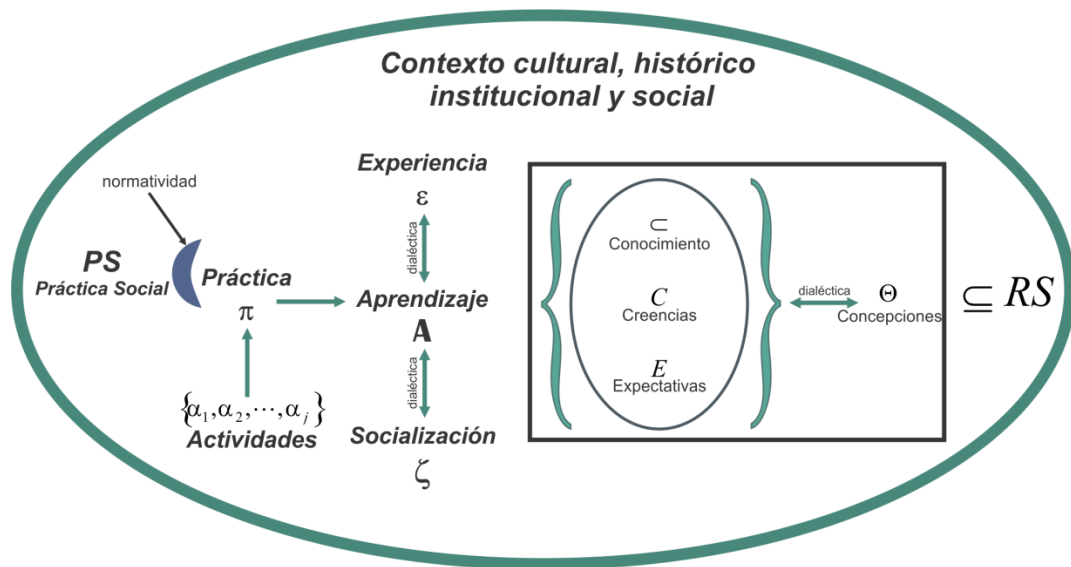 Contexto cultural, histórico
institucional y social
normatividad
PS
Práctica Social
Práctica
π
{α₁,α₂,⋯,αⱼ}
Actividades
Experiencia
ε
dialéctica
Aprendizaje
A
dialéctica
Socialización
ζ
⊂
Conocimiento
C
Creencias
E
Expectativas
dialéctica
Θ
Concepciones
⊆ RS